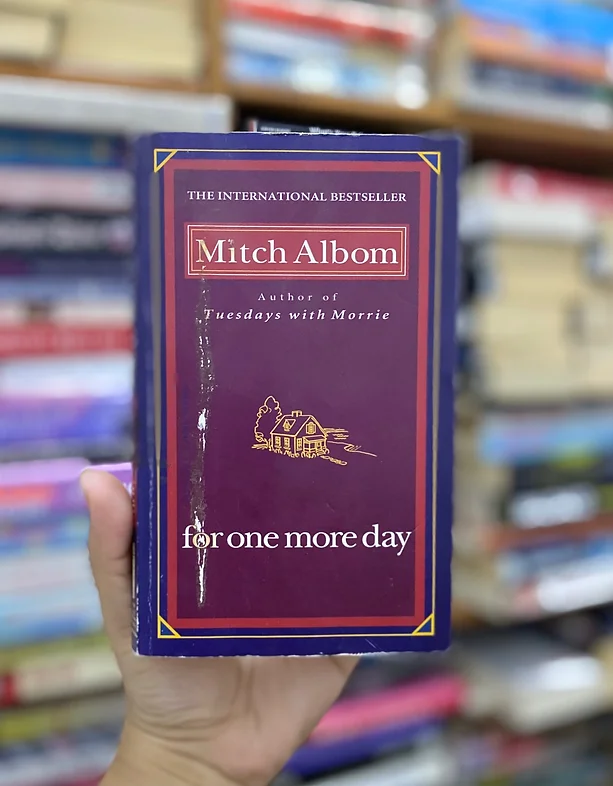 THE INTERNATIONAL BESTSELLER
Mitch Albom
Author of
Tuesdays with Morrie
for one more day